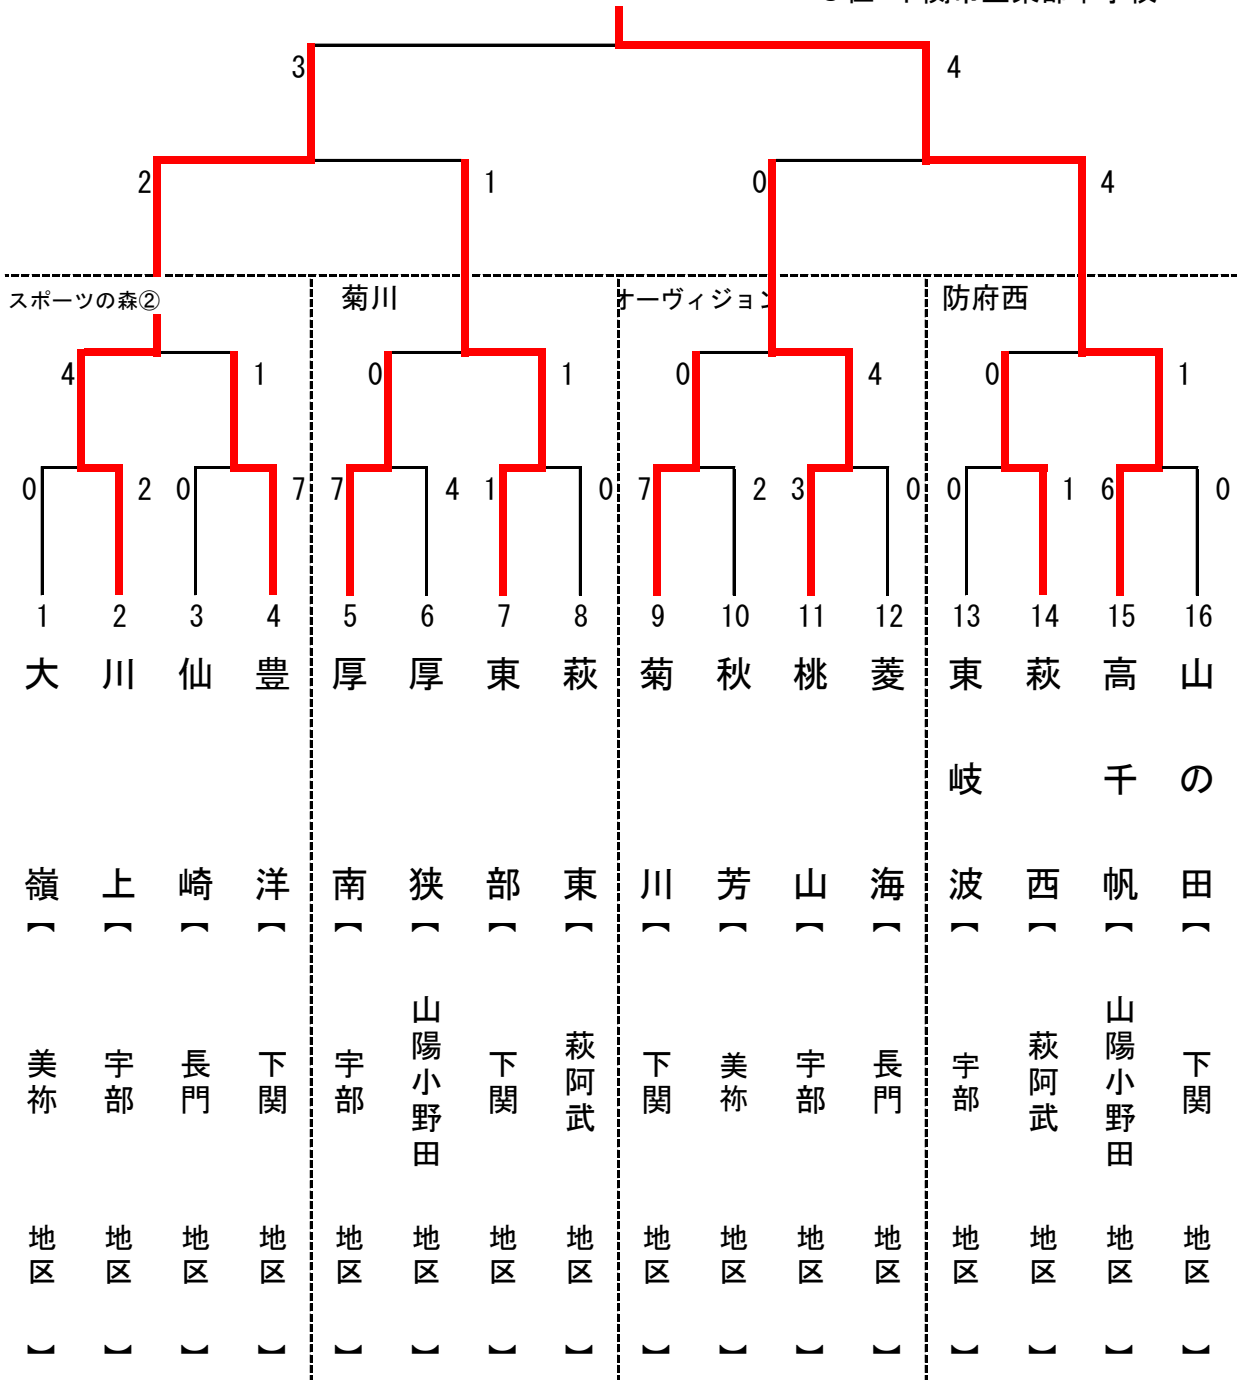 3 4
2 1 0 4
スポーツの森② 菊川 オーヴィジョン 防府西
4 1 0 1 0 4 0 1
0 2 0 7 7 4 1 0 7 2 3 0 0 1 6 0
1 2 3 4 5 6 7 8 9 10 11 12 13 14 15 16
大嶺【美祢地区】
川上【宇部地区】
仙崎【長門地区】
豊洋【下関地区】
厚南【宇部地区】
厚狭【山陽小野田地区】
東部【下関地区】
萩東【萩阿武地区】
菊川【下関地区】
秋芳【美祢地区】
桃山【宇部地区】
菱海【長門地区】
東岐波【宇部地区】
萩西【萩阿武地区】
高千帆【山陽小野田地区】
山の田【下関地区】